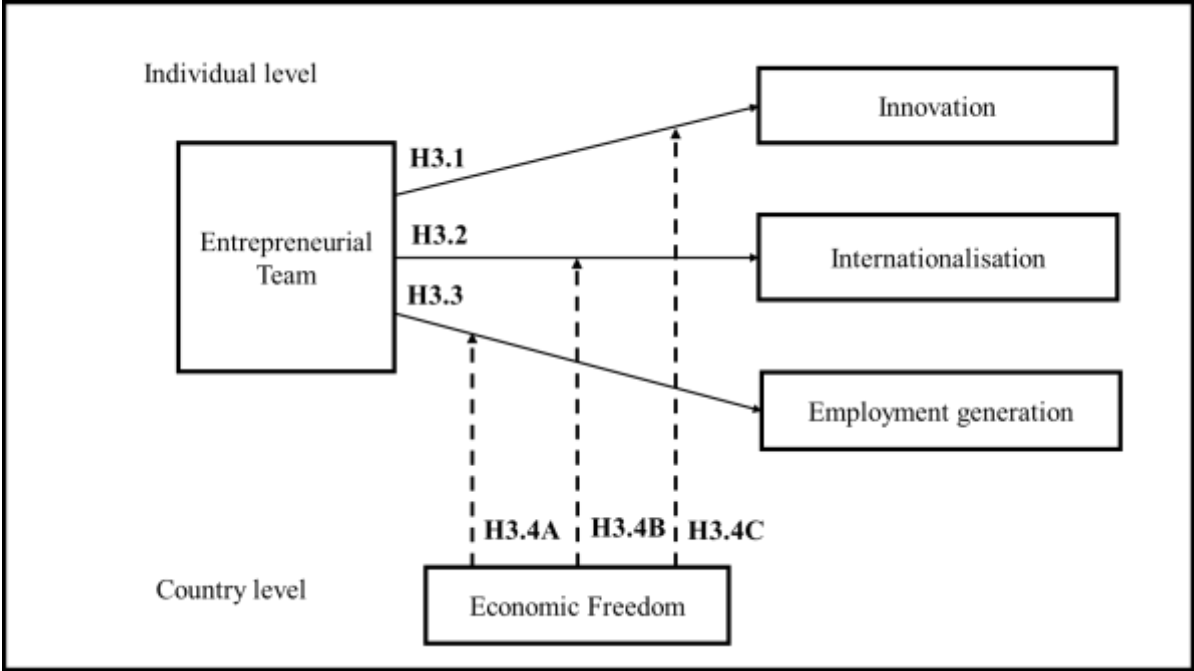 Individual level
Innovation
H3.1
Entrepreneurial
Team
H3.2
Internationalisation
H3.3
Employment generation
H3.4A
H3.4B
H3.4C
Country level
Economic Freedom